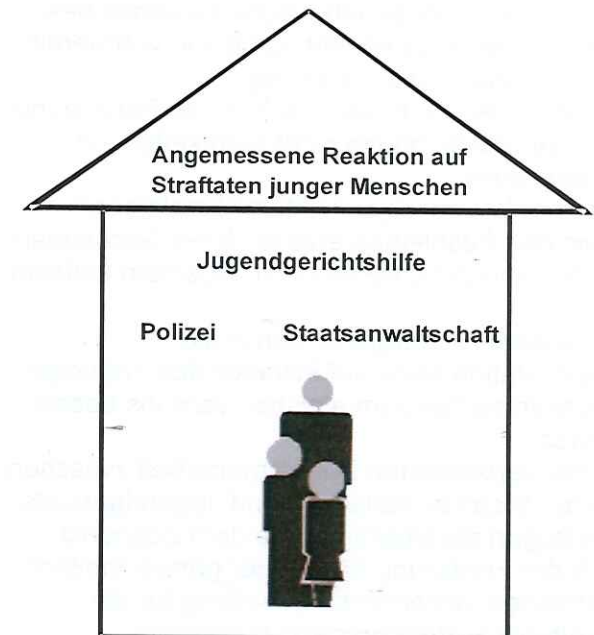 Angemessene Reaktion auf
Straftaten junger Menschen
Jugendgerichtshilfe
Polizei Staatsanwaltschaft